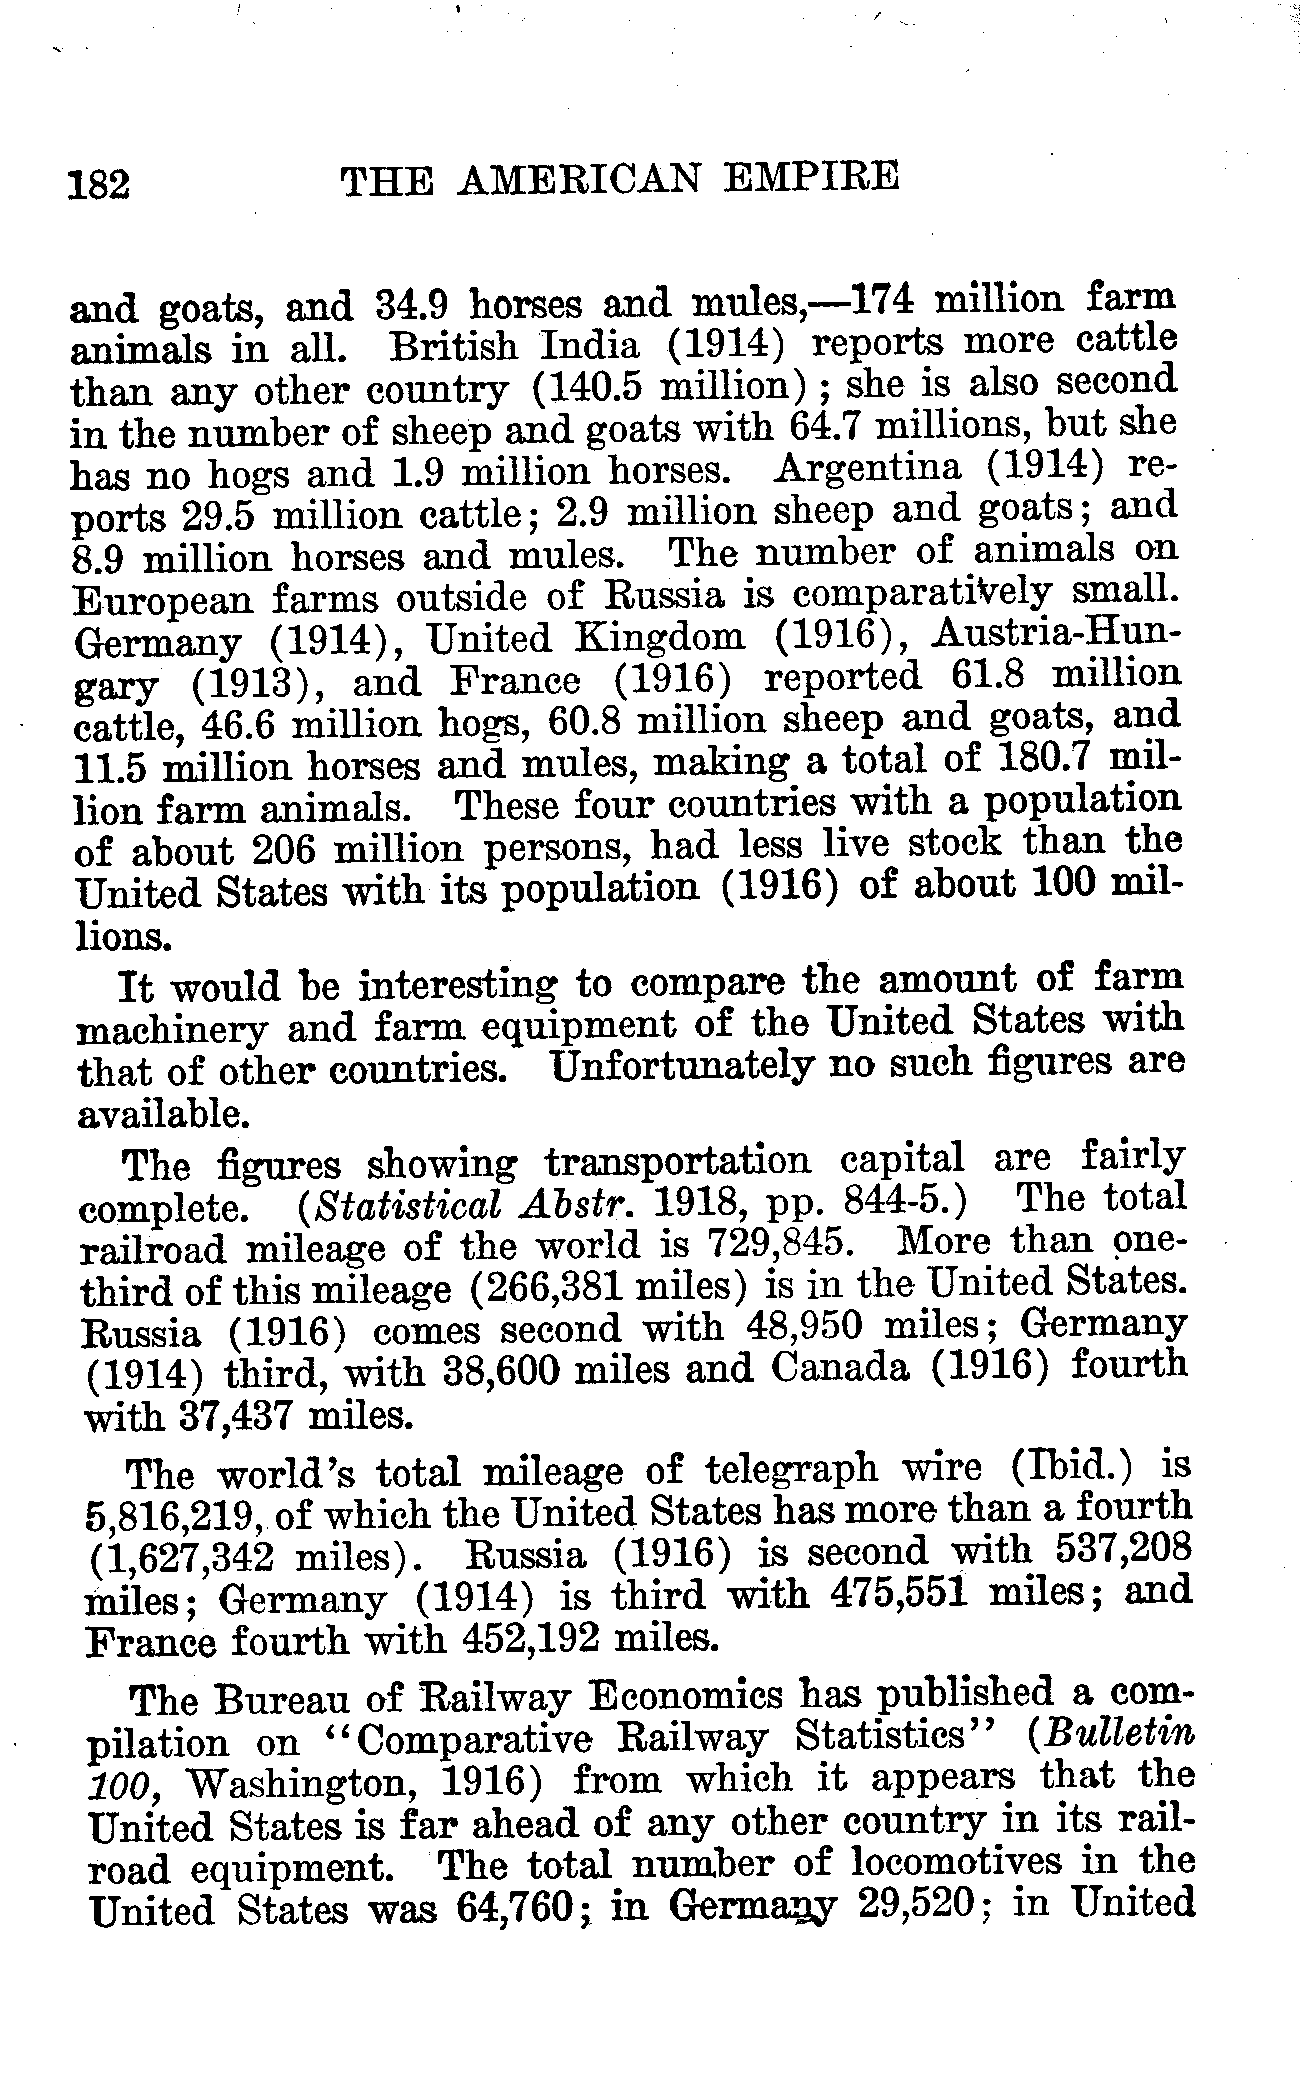 182 THE AMERICAN EMPIRE
and goats, and 34.9 horses and mules,—174 million farm
animals in all. British India (1914) reports more cattle
than any other country (140.5 million) ; she is also second
in the number of sheep and goats with 64.7 millions, but she
has no hogs and 1.9 million horses. Argentina (1914) re-
ports 29.5 million cattle; 2.9 million sheep and goats; and
8.9 million horses and mules. The number of animals on
European farms outside of Russia is comparatively small.
Germany (1914), United Kingdom (1916), Austria-Hun-
gary (1913), and France (1916) reported 61.8 million
cattle, 46.6 million hogs, 60.8 million sheep and goats, and
11.5 million horses and mules, making a total of 180.7 mil-
lion farm animals. These four countries with a population
of about 206 million persons, had less live stock than the
United States with its population (1916) of about 100 mil-
lions.
It would be interesting to compare the amount of farm
machinery and farm equipment of the United States with
that of other countries. Unfortunately no such figures are
available.
The figures showing transportation capital are fairly
complete. (Statistical Abstr. 1918, pp. 844-5.) The total
railroad mileage of the world is 729,845. More than one-
third of this mileage (266,381 miles) is in the United States.
Russia (1916) comes second with 48,950 miles; Germany
(1914) third, with 38,600 miles and Canada (1916) fourth
with 37,437 miles.
The world's total mileage of telegraph wire (Ibid.) is
5,816,219, of which the United States has more than a fourth
(1,627,342 miles). Russia (1916) is second with 537,208
miles; Germany (1914) is third with 475,551 miles; and
France fourth with 452,192 miles.
The Bureau of Railway Economics has published a com-
pilation on "Comparative Railway Statistics" (Bulletin
100, Washington, 1916) from which it appears that the
United States is far ahead of any other country in its rail-
road equipment. The total number of locomotives in the
United States was 64,760; in Germany 29,520; in United